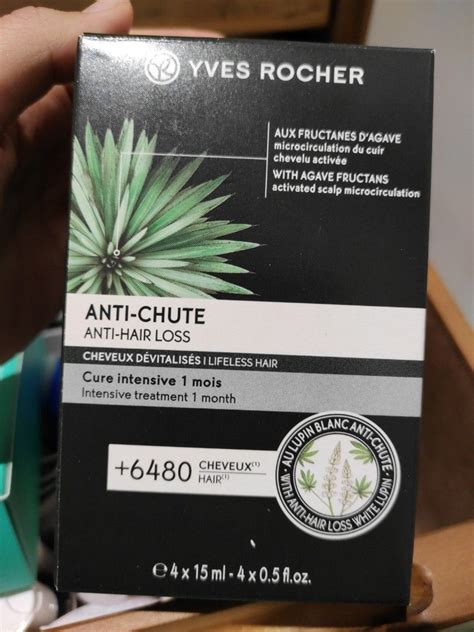 YR YVES ROCHER
AUX FRUCTANES D'AGAVE
microcirculation du cuir
chevelu activée
WITH AGAVE FRUCTANS
activated scalp microcirculation
ANTI-CHUTE
ANTI-HAIR LOSS
CHEVEUX DÉVITALISÉS | LIFELESS HAIR
Cure intensive 1 mois
Intensive treatment 1 month
+6480 CHEVEUX(1)
HAIR(1)
AU LUPIN BLANC ANTI-CHUTE
WITH ANTI-HAIR LOSS WHITE LUPIN
℮ 4 x 15 ml - 4 x 0.5 fl.oz.